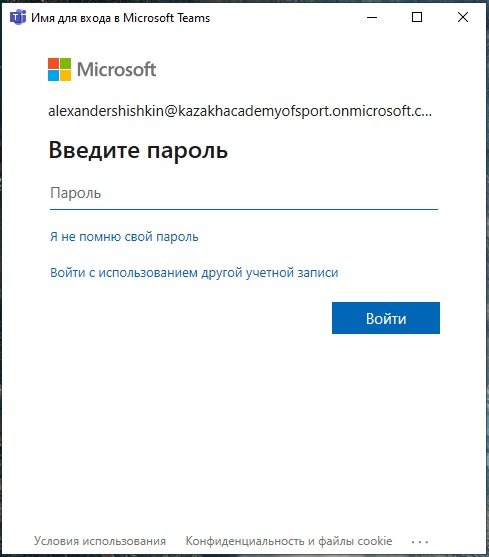 Имя для входа в Microsoft Teams
Microsoft
alexandershishkin@kazakhacademyofsport.onmicrosoft.c...
Введите пароль
Пароль
Я не помню свой пароль
Войти с использованием другой учетной записи
Войти
Условия использования Конфиденциальность и файлы cookie ...